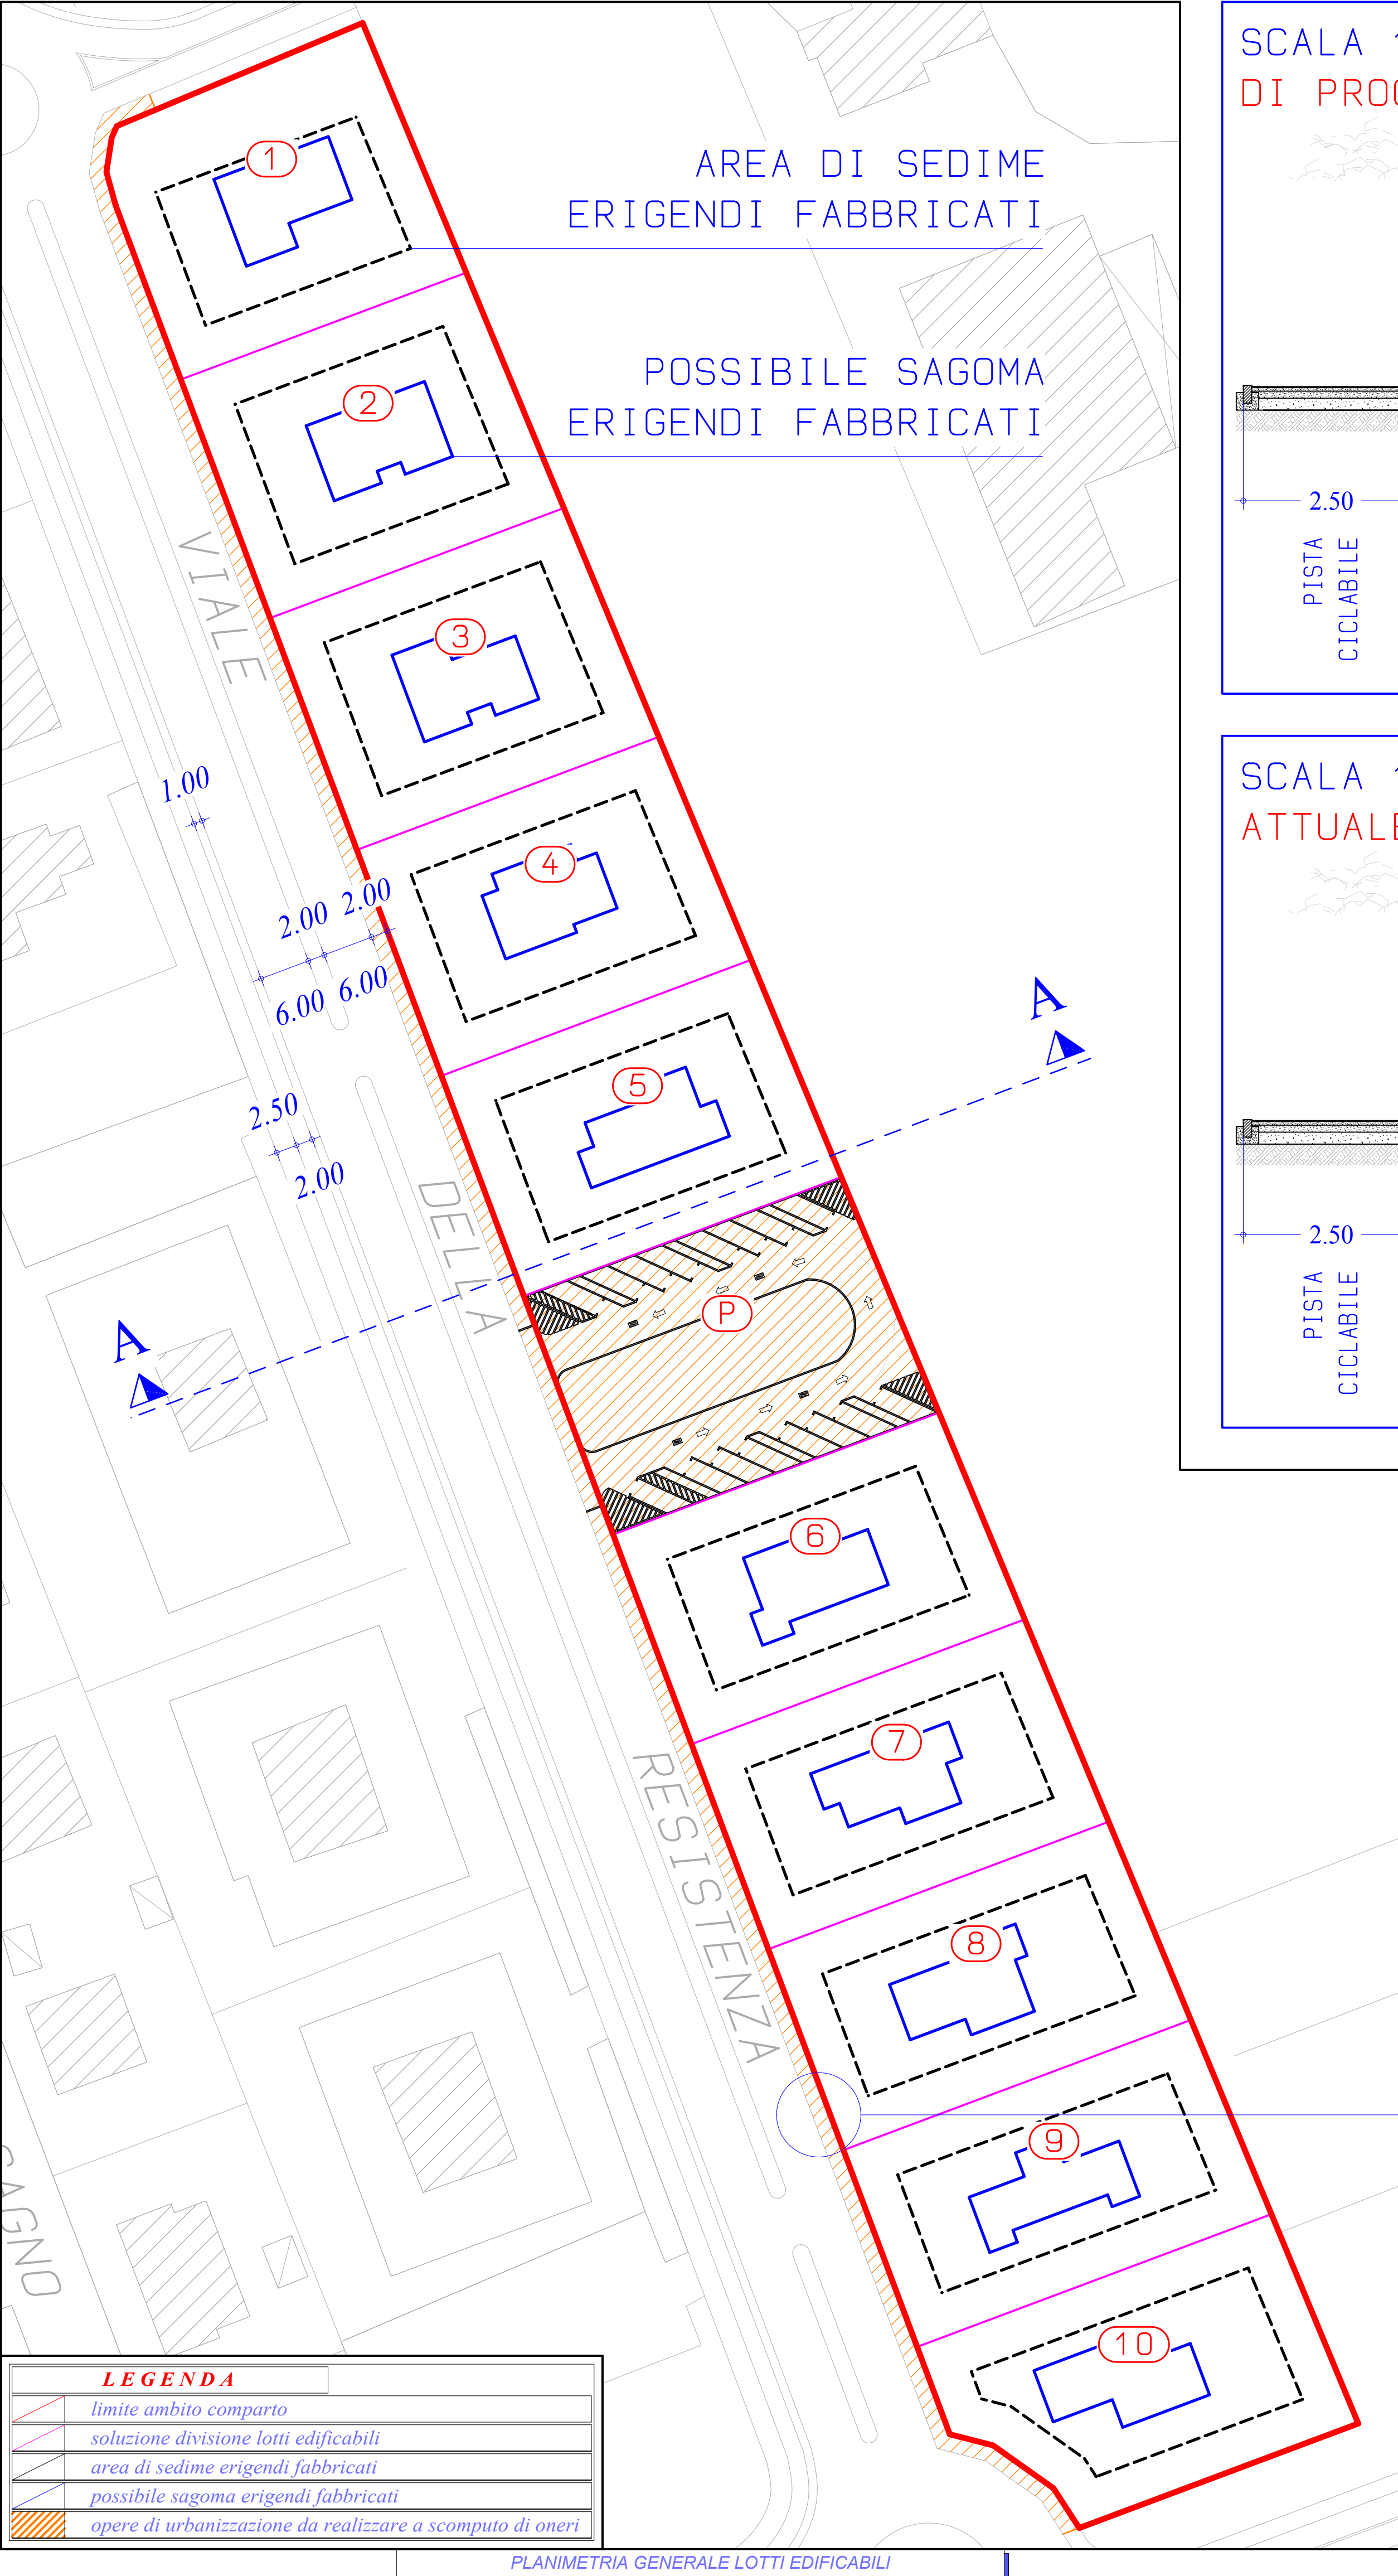 SCALA
DI PROG
1
AREA DI SEDIME
ERIGENDI FABBRICATI
2
POSSIBILE SAGOMA
ERIGENDI FABBRICATI
2.50
PISTA
CICLABILE
VIALE
3
1.00
SCALA
ATTUALE
4
2.00 2.00
6.00 6.00
A
5
2.50
2.00
DELLA
2.50
PISTA
CICLABILE
P
A
6
7
RESISTENZA
8
9
AGNO
10
LEGENDA
limite ambito comparto
soluzione divisione lotti edificabili
area di sedime erigendi fabbricati
possibile sagoma erigendi fabbricati
opere di urbanizzazione da realizzare a scomputo di oneri
PLANIMETRIA GENERALE LOTTI EDIFICABILI